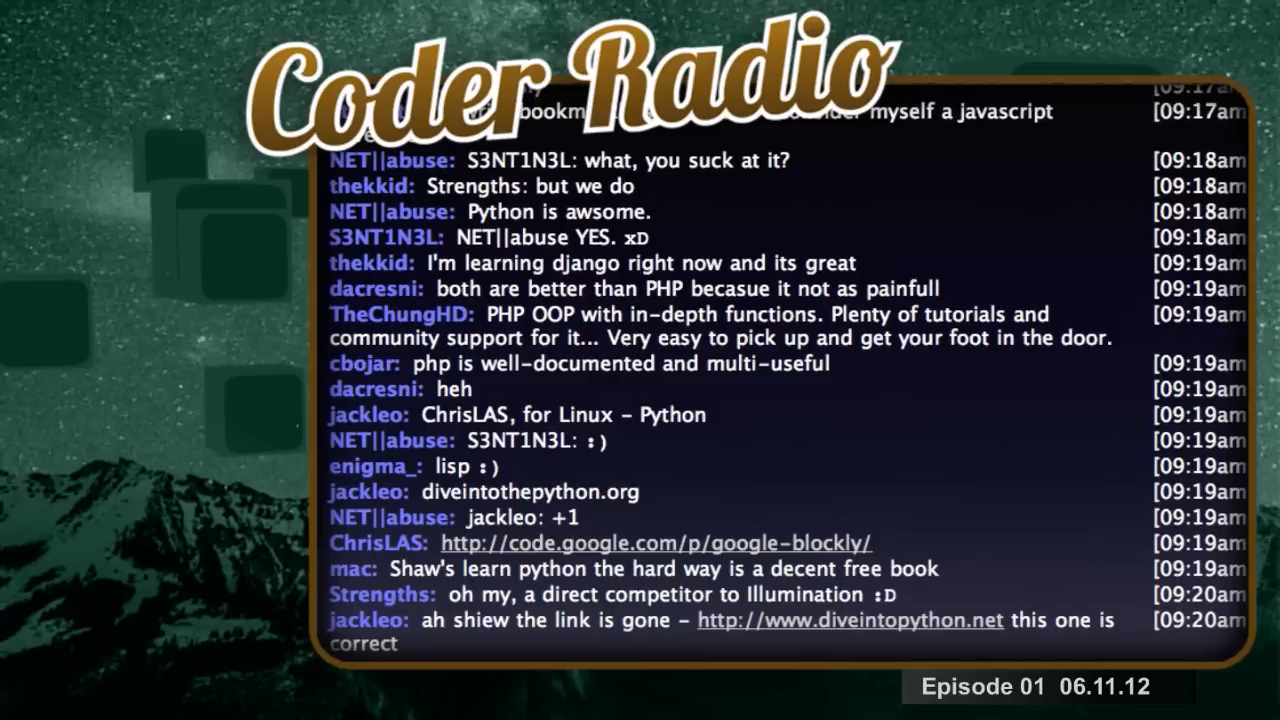 Coder Radio
[09:17am
bookm myself a javascript [09:17am
NET||abuse: S3NT1N3L: what, you suck at it? [09:18am
thekkid: Strengths: but we do [09:18am
NET||abuse: Python is awsome. [09:18am
S3NT1N3L: NET||abuse YES. xD [09:18am
thekkid: I'm learning django right now and its great [09:19am
dacresni: both are better than PHP becasue it not as painfull [09:19am
TheChungHD: PHP OOP with in-depth functions. Plenty of tutorials and [09:19am
community support for it... Very easy to pick up and get your foot in the door.
cbojar: php is well-documented and multi-useful [09:19am
dacresni: heh [09:19am
jackleo: ChrisLAS, for Linux - Python [09:19am
NET||abuse: S3NT1N3L: :) [09:19am
enigma_: lisp :) [09:19am
jackleo: diveintothepython.org [09:19am
NET||abuse: jackleo: +1 [09:19am
ChrisLAS: http://code.google.com/p/google-blockly/ [09:19am
mac: Shaw's learn python the hard way is a decent free book [09:19am
Strengths: oh my, a direct competitor to Illumination :D [09:20am
jackleo: ah shiew the link is gone - http://www.diveintopython.net this one is [09:20am
correct
Episode 01 06.11.12